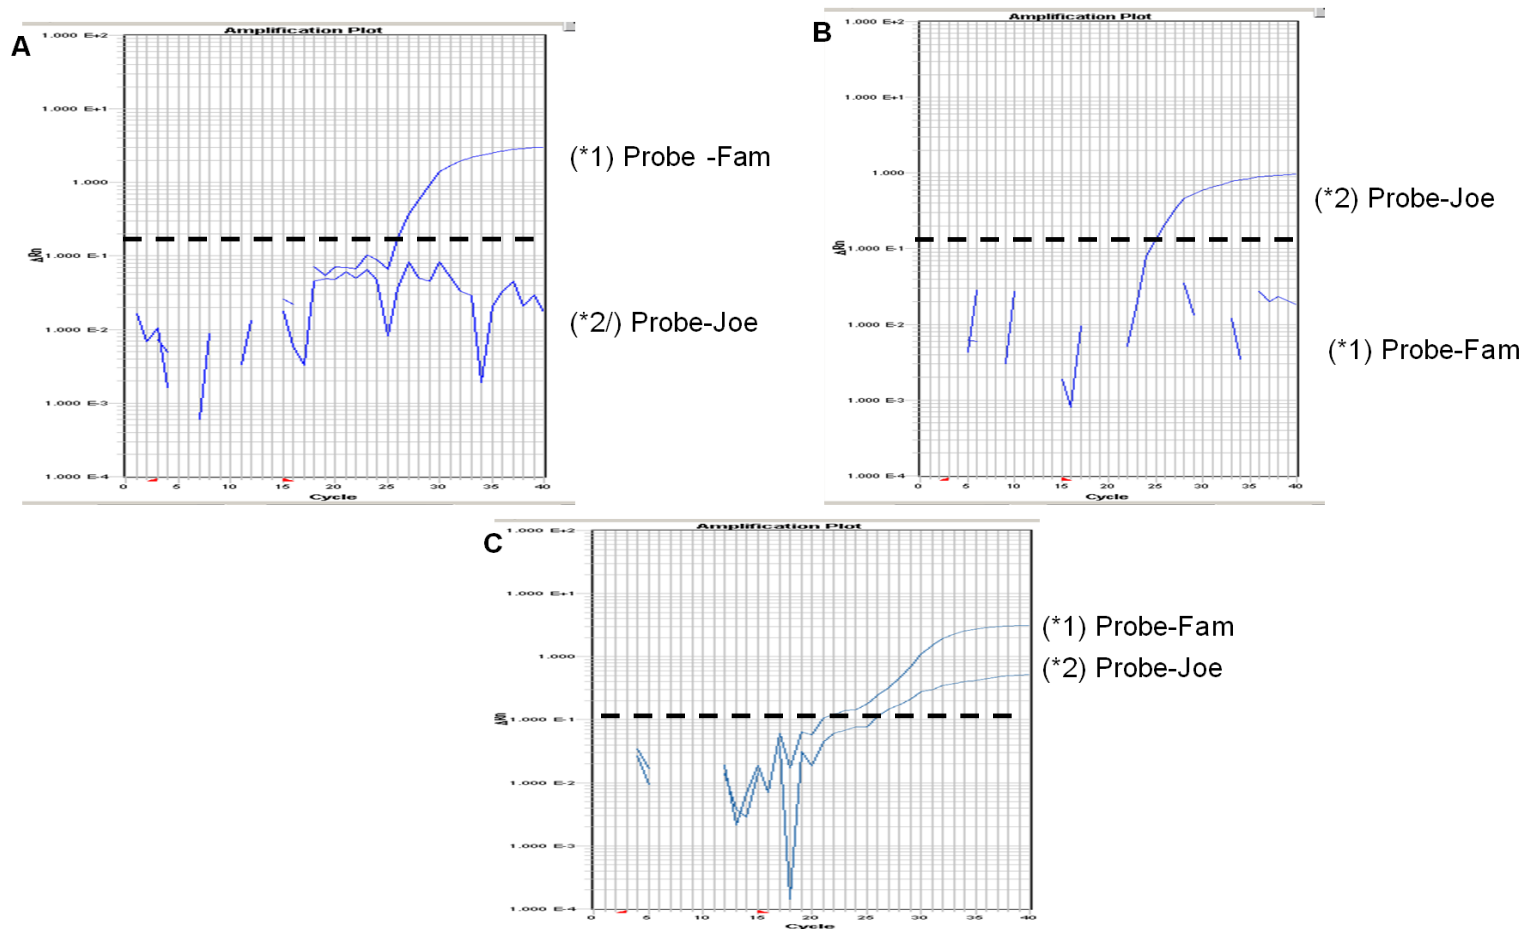 A
Amplification Plot
1.000 E+2
1.000 E+1
1.000
1.000 E-1
1.000 E-2
1.000 E-3
1.000 E-4
ΔRn
0 5 10 15 20 25 30 35 40
Cycle
(*1) Probe -Fam
(*2/) Probe-Joe
B
Amplification Plot
1.000 E+2
1.000 E+1
1.000
1.000 E-1
1.000 E-2
1.000 E-3
1.000 E-4
ΔRn
0 5 10 15 20 25 30 35 40
Cycle
(*2) Probe-Joe
(*1) Probe-Fam
C
Amplification Plot
1.000 E+2
1.000 E+1
1.000
1.000 E-1
1.000 E-2
1.000 E-3
1.000 E-4
ΔRn
0 5 10 15 20 25 30 35 40
Cycle
(*1) Probe-Fam
(*2) Probe-Joe